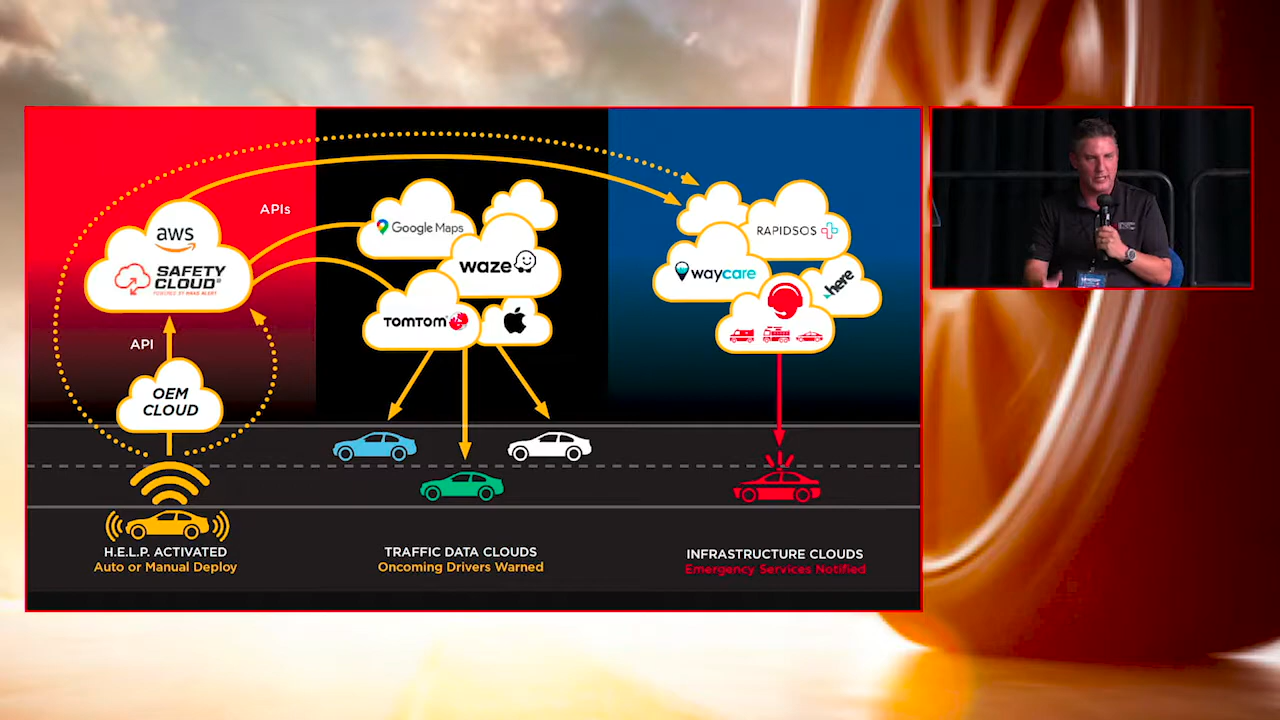 aws
SAFETY
CLOUD®
POWERED BY HAAS ALERT
APIs
API
OEM
CLOUD
Google Maps
waze
TOMTOM
RAPIDSOS
waycare
here
H.E.L.P. ACTIVATED
Auto or Manual Deploy
TRAFFIC DATA CLOUDS
Oncoming Drivers Warned
INFRASTRUCTURE CLOUDS
Emergency Services Notified